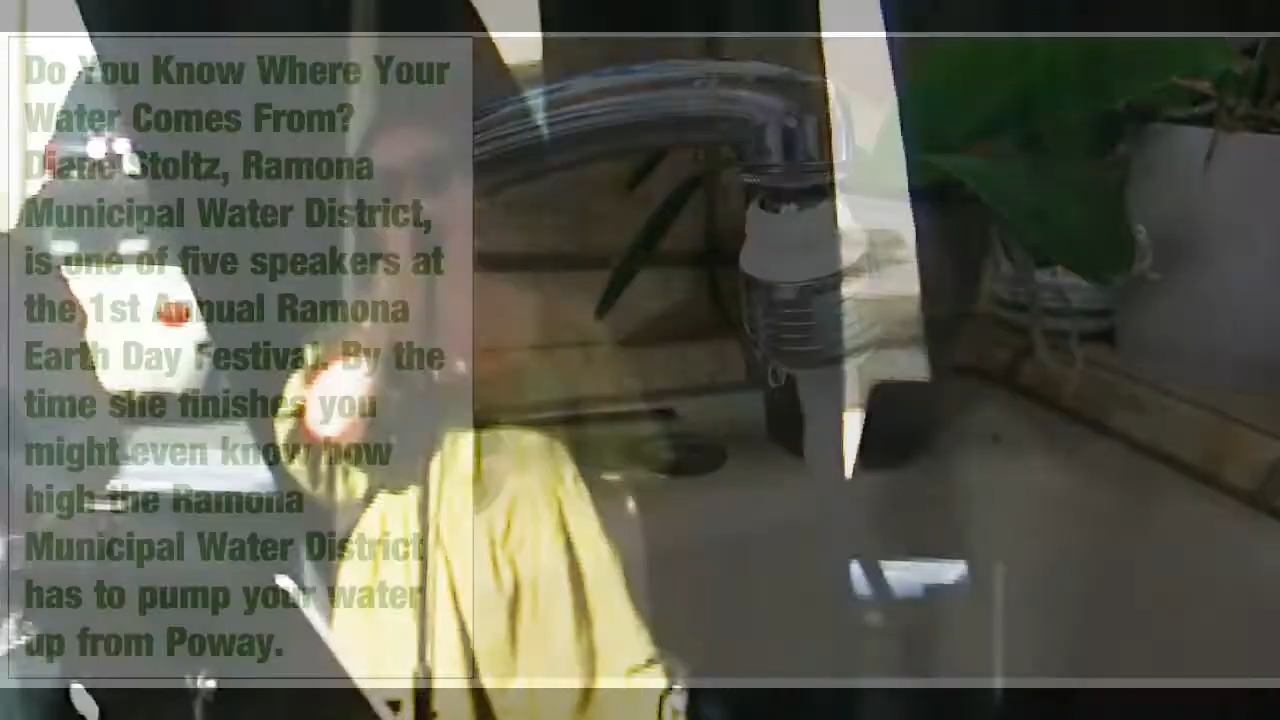 Do You Know Where Your
Water Comes From?
Diane Stoltz, Ramona
Municipal Water District,
is one of five speakers at
the 1st Annual Ramona
Earth Day Festival. By the
time she finishes you
might even know how
high the Ramona
Municipal Water District
has to pump your water
up from Poway.